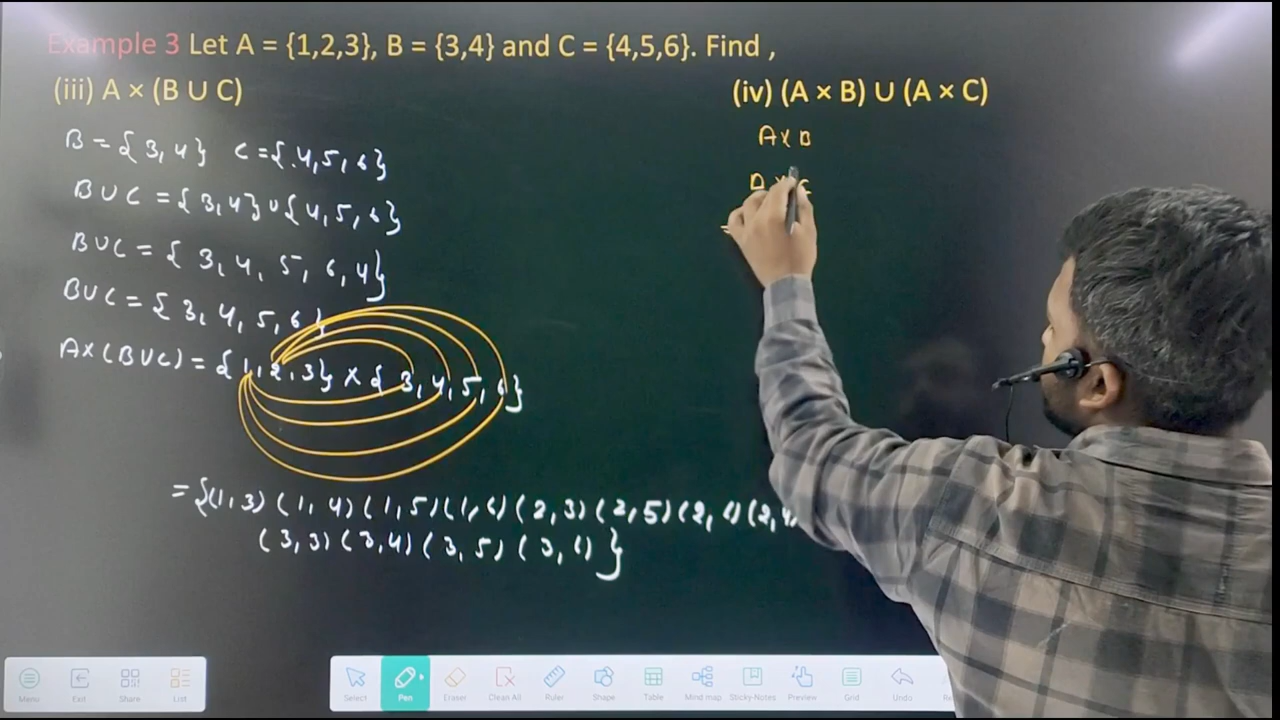 Example 3 Let A = {1,2,3}, B = {3,4} and C = {4,5,6}. Find ,
(iii) A × (B ∪ C)
B = {3,4} C = {.4,5,6}
B∪C = {3,4}∪{4,5,6}
B∪C = {3,4,5,6,4}
B∪C = {3,4,5,6}
A×(B∪C) = {1,2,3} × {3,4,5,6}
= {(1,3) (1,4) (1,5) (1,6) (2,3) (2,5) (2,6) (2,4)
(3,3) (3,4) (3,5) (3,6)}
(iv) (A × B) ∪ (A × C)
A×B
A×C
Menu Exit Share List
Select Pen Eraser Clean All Ruler Shape Table Mind map Sticky-Notes Preview Grid Undo